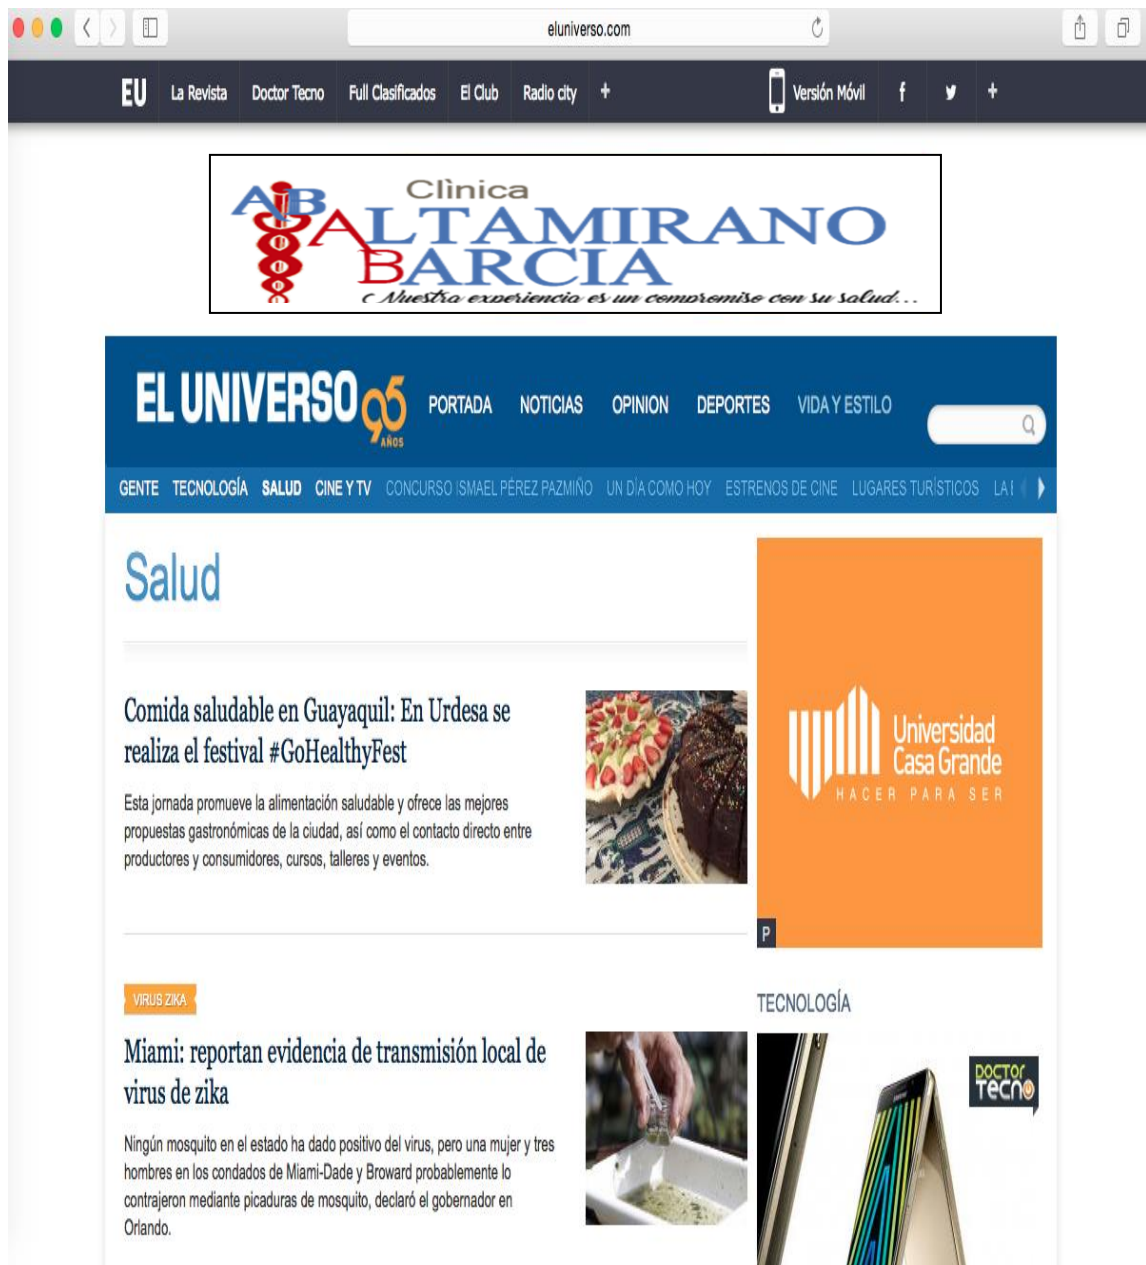 eluniverso.com
EU La Revista Doctor Tecno Full Clasificados El Club Radio city + Versión Móvil f +
AB
Clìnica
ALTAMIRANO
BARCIA
Nuestra experiencia es un compromiso con su salud...
EL UNIVERSO 95 AÑOS PORTADA NOTICIAS OPINION DEPORTES VIDA Y ESTILO
GENTE TECNOLOGÍA SALUD CINE Y TV CONCURSO ISMAEL PÉREZ PAZMIÑO UN DÍA COMO HOY ESTRENOS DE CINE LUGARES TURÍSTICOS LA
Salud
Comida saludable en Guayaquil: En Urdesa se
realiza el festival #GoHealthyFest
Esta jornada promueve la alimentación saludable y ofrece las mejores
propuestas gastronómicas de la ciudad, así como el contacto directo entre
productores y consumidores, cursos, talleres y eventos.
Universidad
Casa Grande
HACER PARA SER
P
VIRUS ZIKA
Miami: reportan evidencia de transmisión local de
virus de zika
Ningún mosquito en el estado ha dado positivo del virus, pero una mujer y tres
hombres en los condados de Miami-Dade y Broward probablemente lo
contrajeron mediante picaduras de mosquito, declaró el gobernador en
Orlando.
TECNOLOGÍA
DOCTOR
TECNO